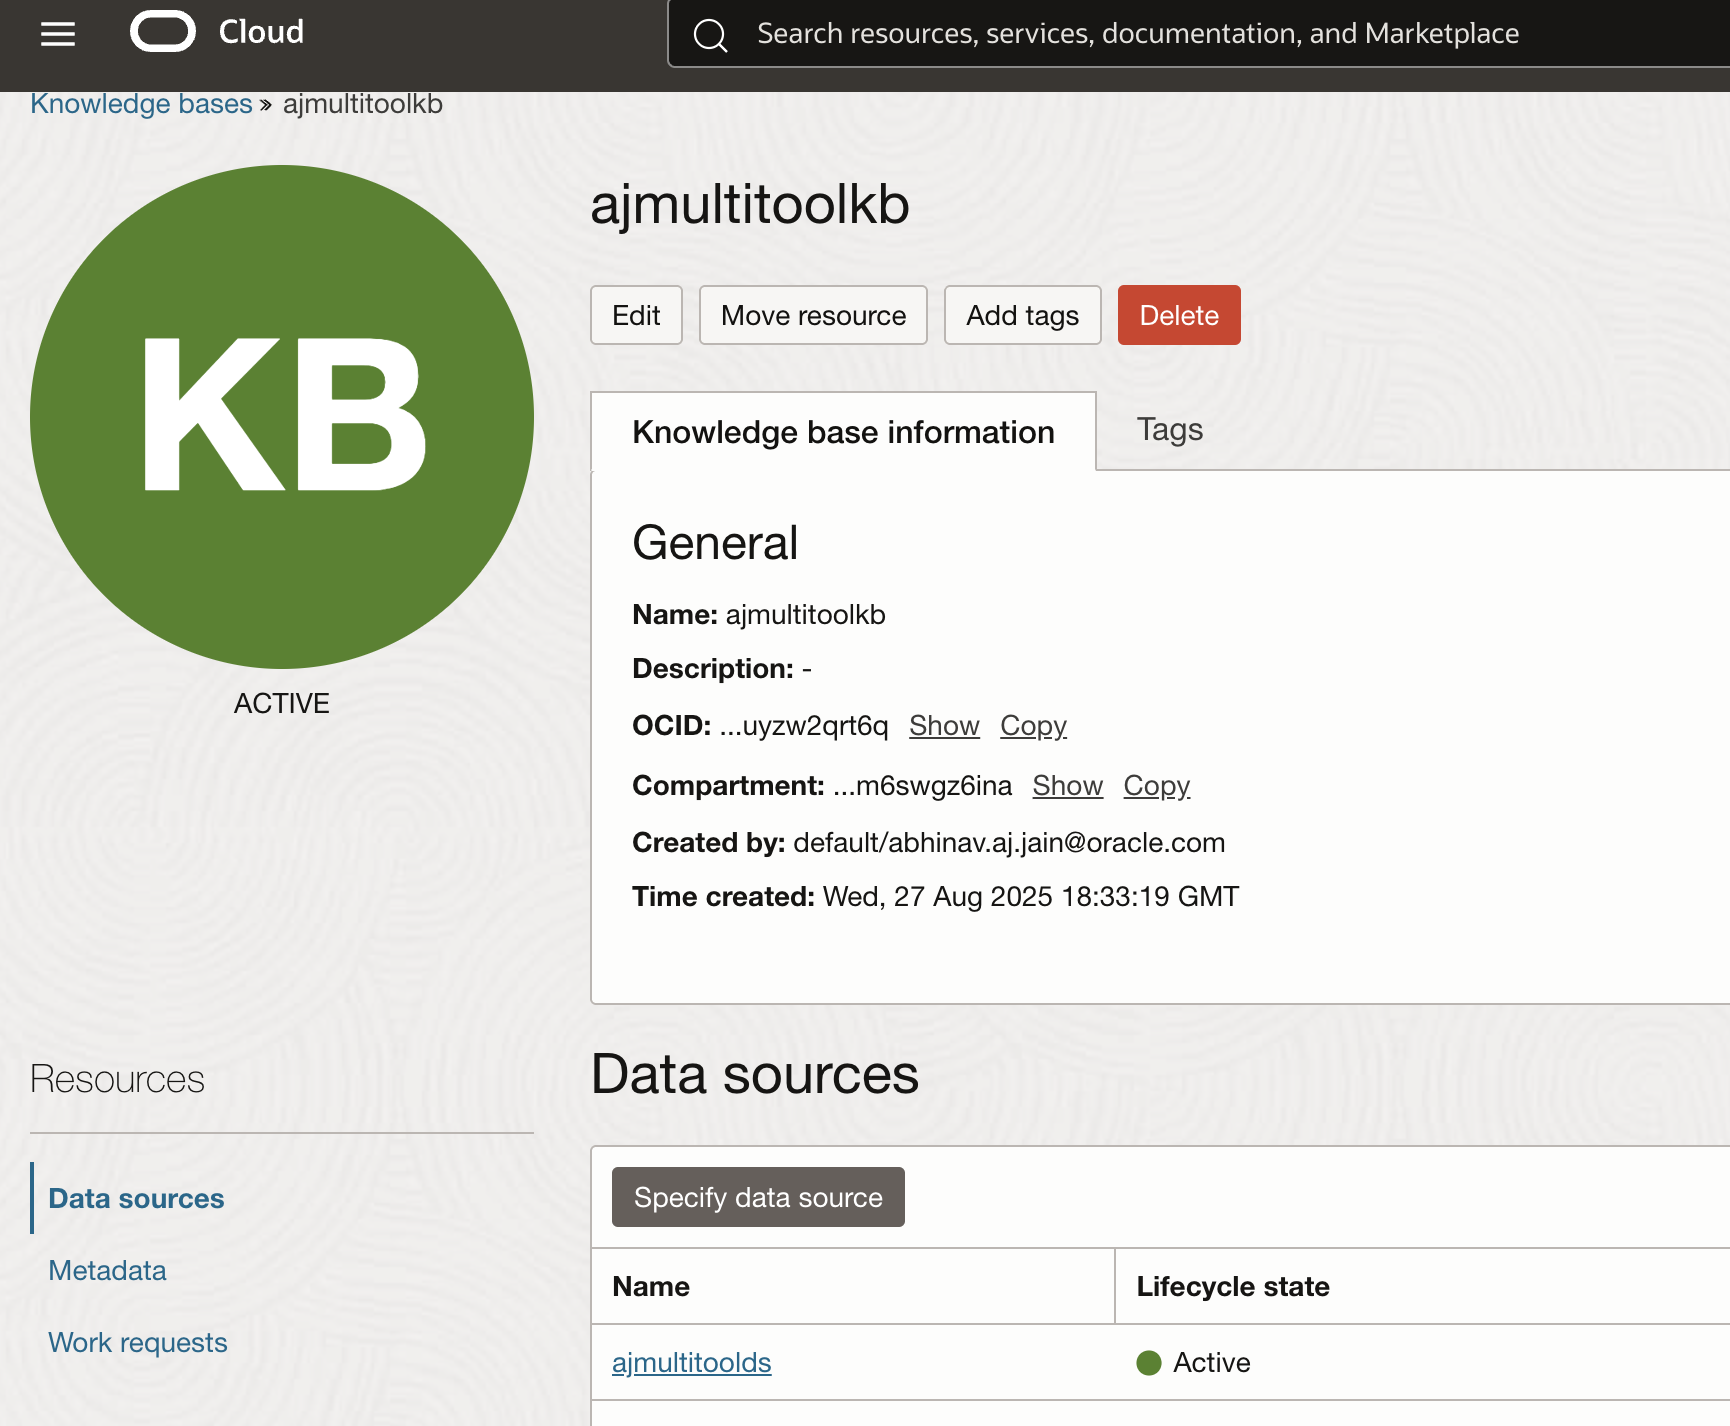 Cloud
Search resources, services, documentation, and Marketplace
Knowledge bases » ajmultitoolkb
KB
ACTIVE
ajmultitoolkb
Edit Move resource Add tags Delete
Knowledge base information Tags
General
Name: ajmultitoolkb
Description: -
OCID: ...uyzw2qrt6q Show Copy
Compartment: ...m6swgz6ina Show Copy
Created by: default/abhinav.aj.jain@oracle.com
Time created: Wed, 27 Aug 2025 18:33:19 GMT
Resources
Data sources
Metadata
Work requests
Data sources
Specify data source
Name Lifecycle state
ajmultitoolds Active